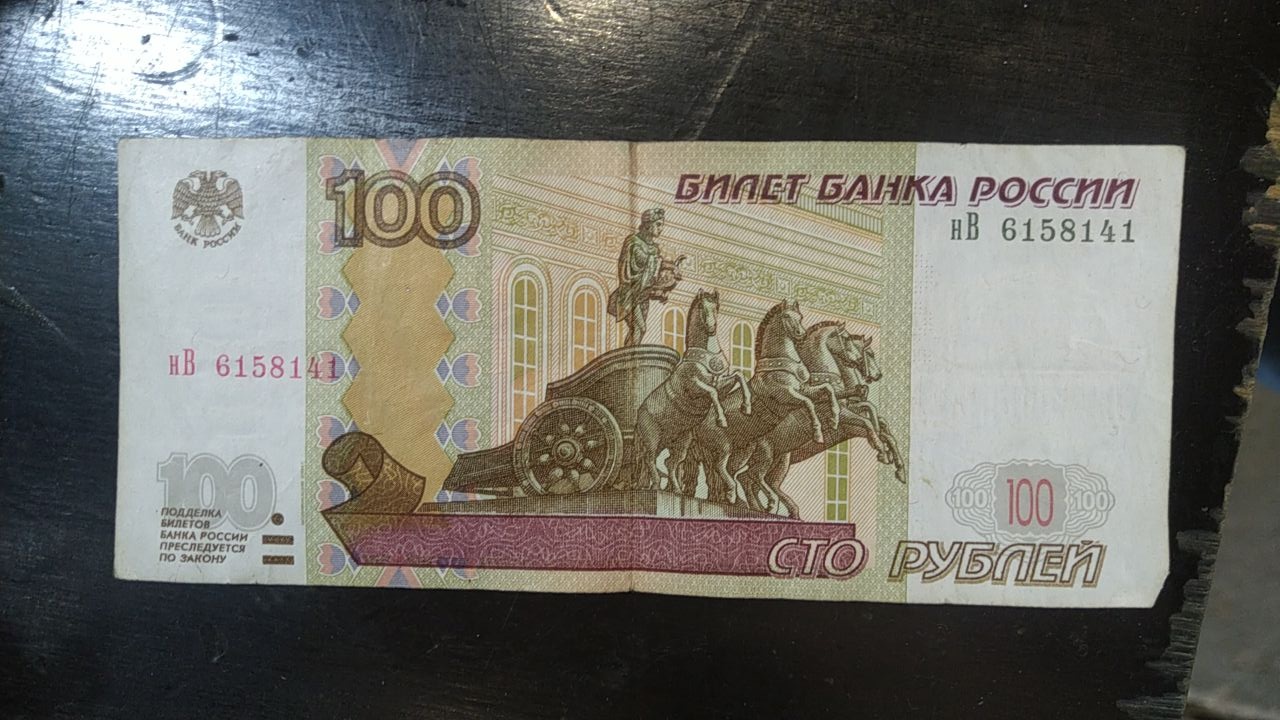 БАНК РОССИИ
100
БИЛЕТ БАНКА РОССИИ
нВ 6158141
нВ 6158141
100
ПОДДЕЛКА
БИЛЕТОВ
БАНКА РОССИИ
ПРЕСЛЕДУЕТСЯ
ПО ЗАКОНУ
100 100 100
СТО РУБЛЕЙ